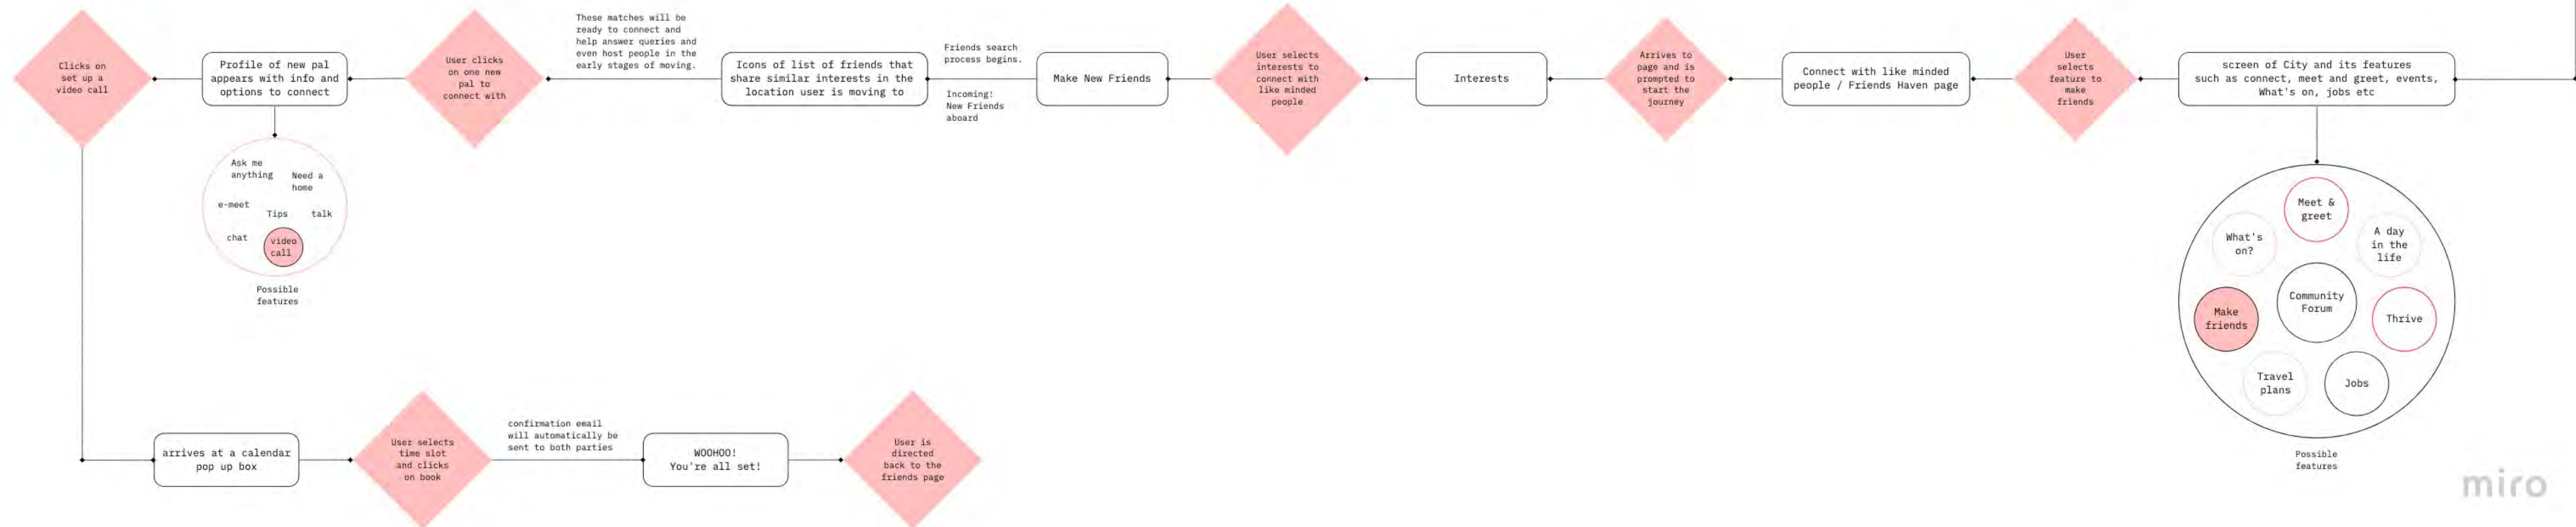 Clicks on
set up a
video call
Profile of new pal
appears with info and
options to connect
User clicks
on one new
pal to
connect with
These matches will be
ready to connect and
help answer queries and
even host people in the
early stages of moving.
Icons of list of friends that
share similar interests in the
location user is moving to
Friends search
process begins.
Incoming!
New Friends
aboard
Make New Friends
User selects
interests to
connect with
like minded
people
Interests
Arrives to
page and is
prompted to
start the
journey
Connect with like minded
people / Friends Haven page
User
selects
feature to
make
friends
screen of City and its features
such as connect, meet and greet, events,
What's on, jobs etc
Ask me
anything
Need a
home
e-meet
Tips
talk
chat
video
call
Possible
features
Meet &
greet
What's
on?
A day
in the
life
Community
Forum
Make
friends
Thrive
Travel
plans
Jobs
Possible
features
arrives at a calendar
pop up box
User selects
time slot
and clicks
on book
confirmation email
will automatically be
sent to both parties
WOOHOO!
You're all set!
User is
directed
back to the
friends page
miro